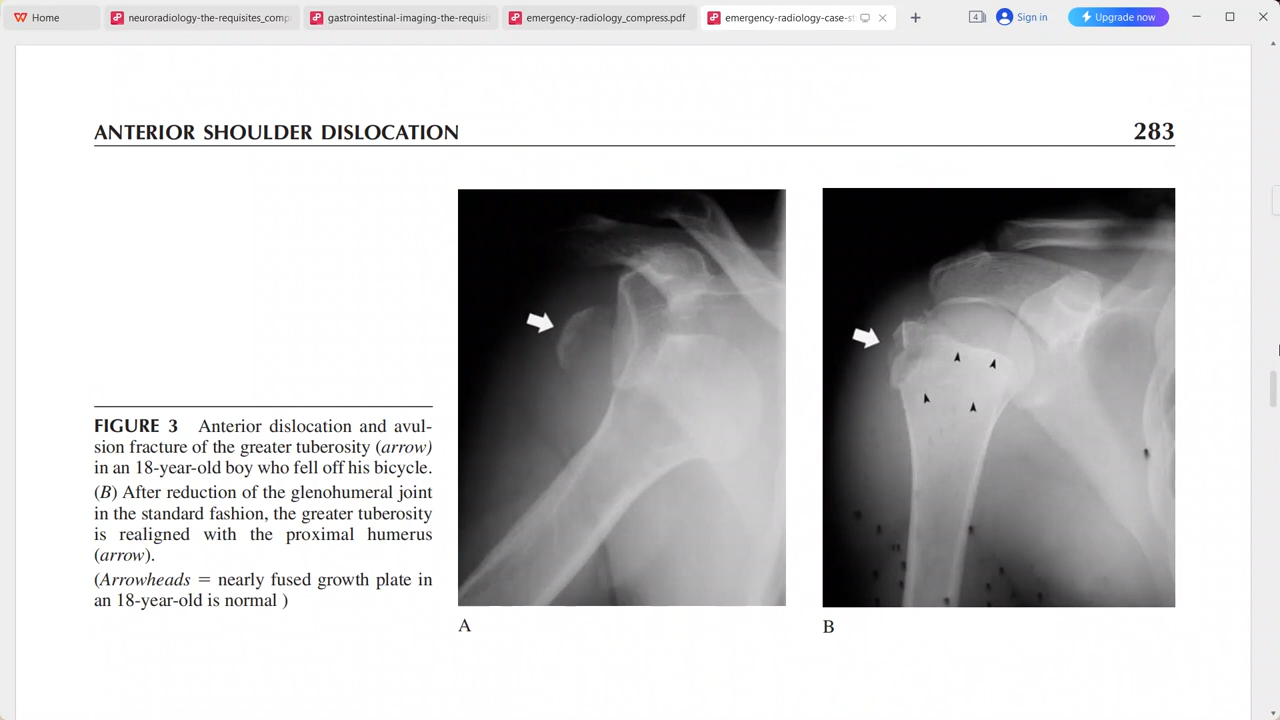 Home
neuroradiology-the-requisites_comp
gastrointestinal-imaging-the-requisit
emergency-radiology_compress.pdf
emergency-radiology-case-st
4
Sign in
Upgrade now
ANTERIOR SHOULDER DISLOCATION 283
FIGURE 3 Anterior dislocation and avul-
sion fracture of the greater tuberosity (arrow)
in an 18-year-old boy who fell off his bicycle.
(B) After reduction of the glenohumeral joint
in the standard fashion, the greater tuberosity
is realigned with the proximal humerus
(arrow).
(Arrowheads = nearly fused growth plate in
an 18-year-old is normal )
A
B